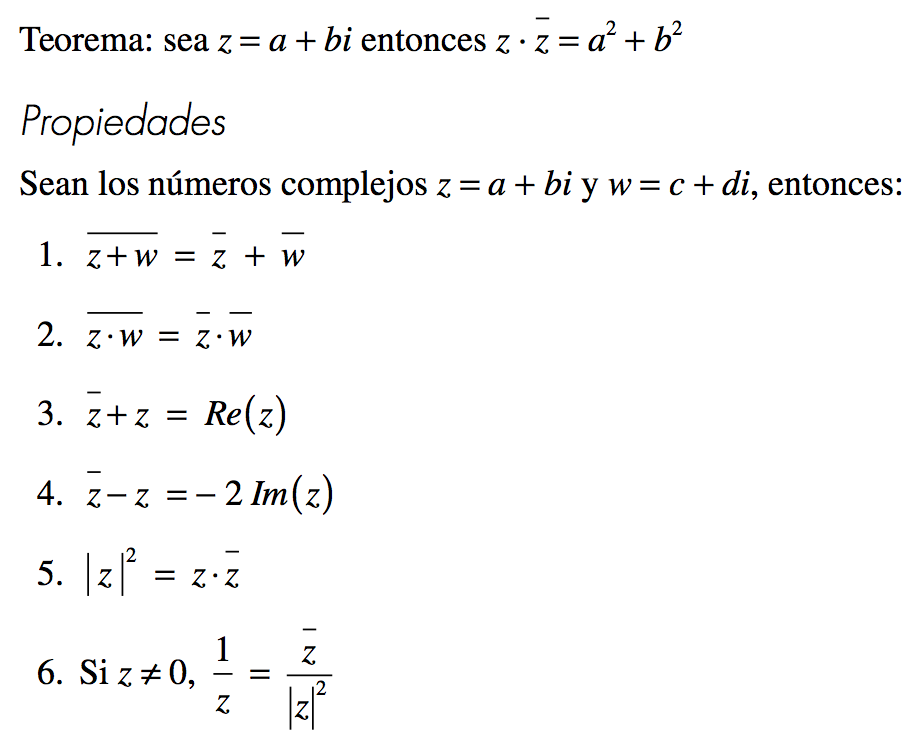 Teorema: sea z = a + bi entonces z · z̅ = a² + b²
Propiedades
Sean los números complejos z = a + bi y w = c + di, entonces:
1. \overline{z + w} = z̅ + w̅
2. \overline{z · w} = z̅ · w̅
3. z̅ + z = Re(z)
4. z̅ − z = − 2 Im(z)
5. |z|² = z · z̅
6. Si z ≠ 0, 1/z = z̅/|z|²